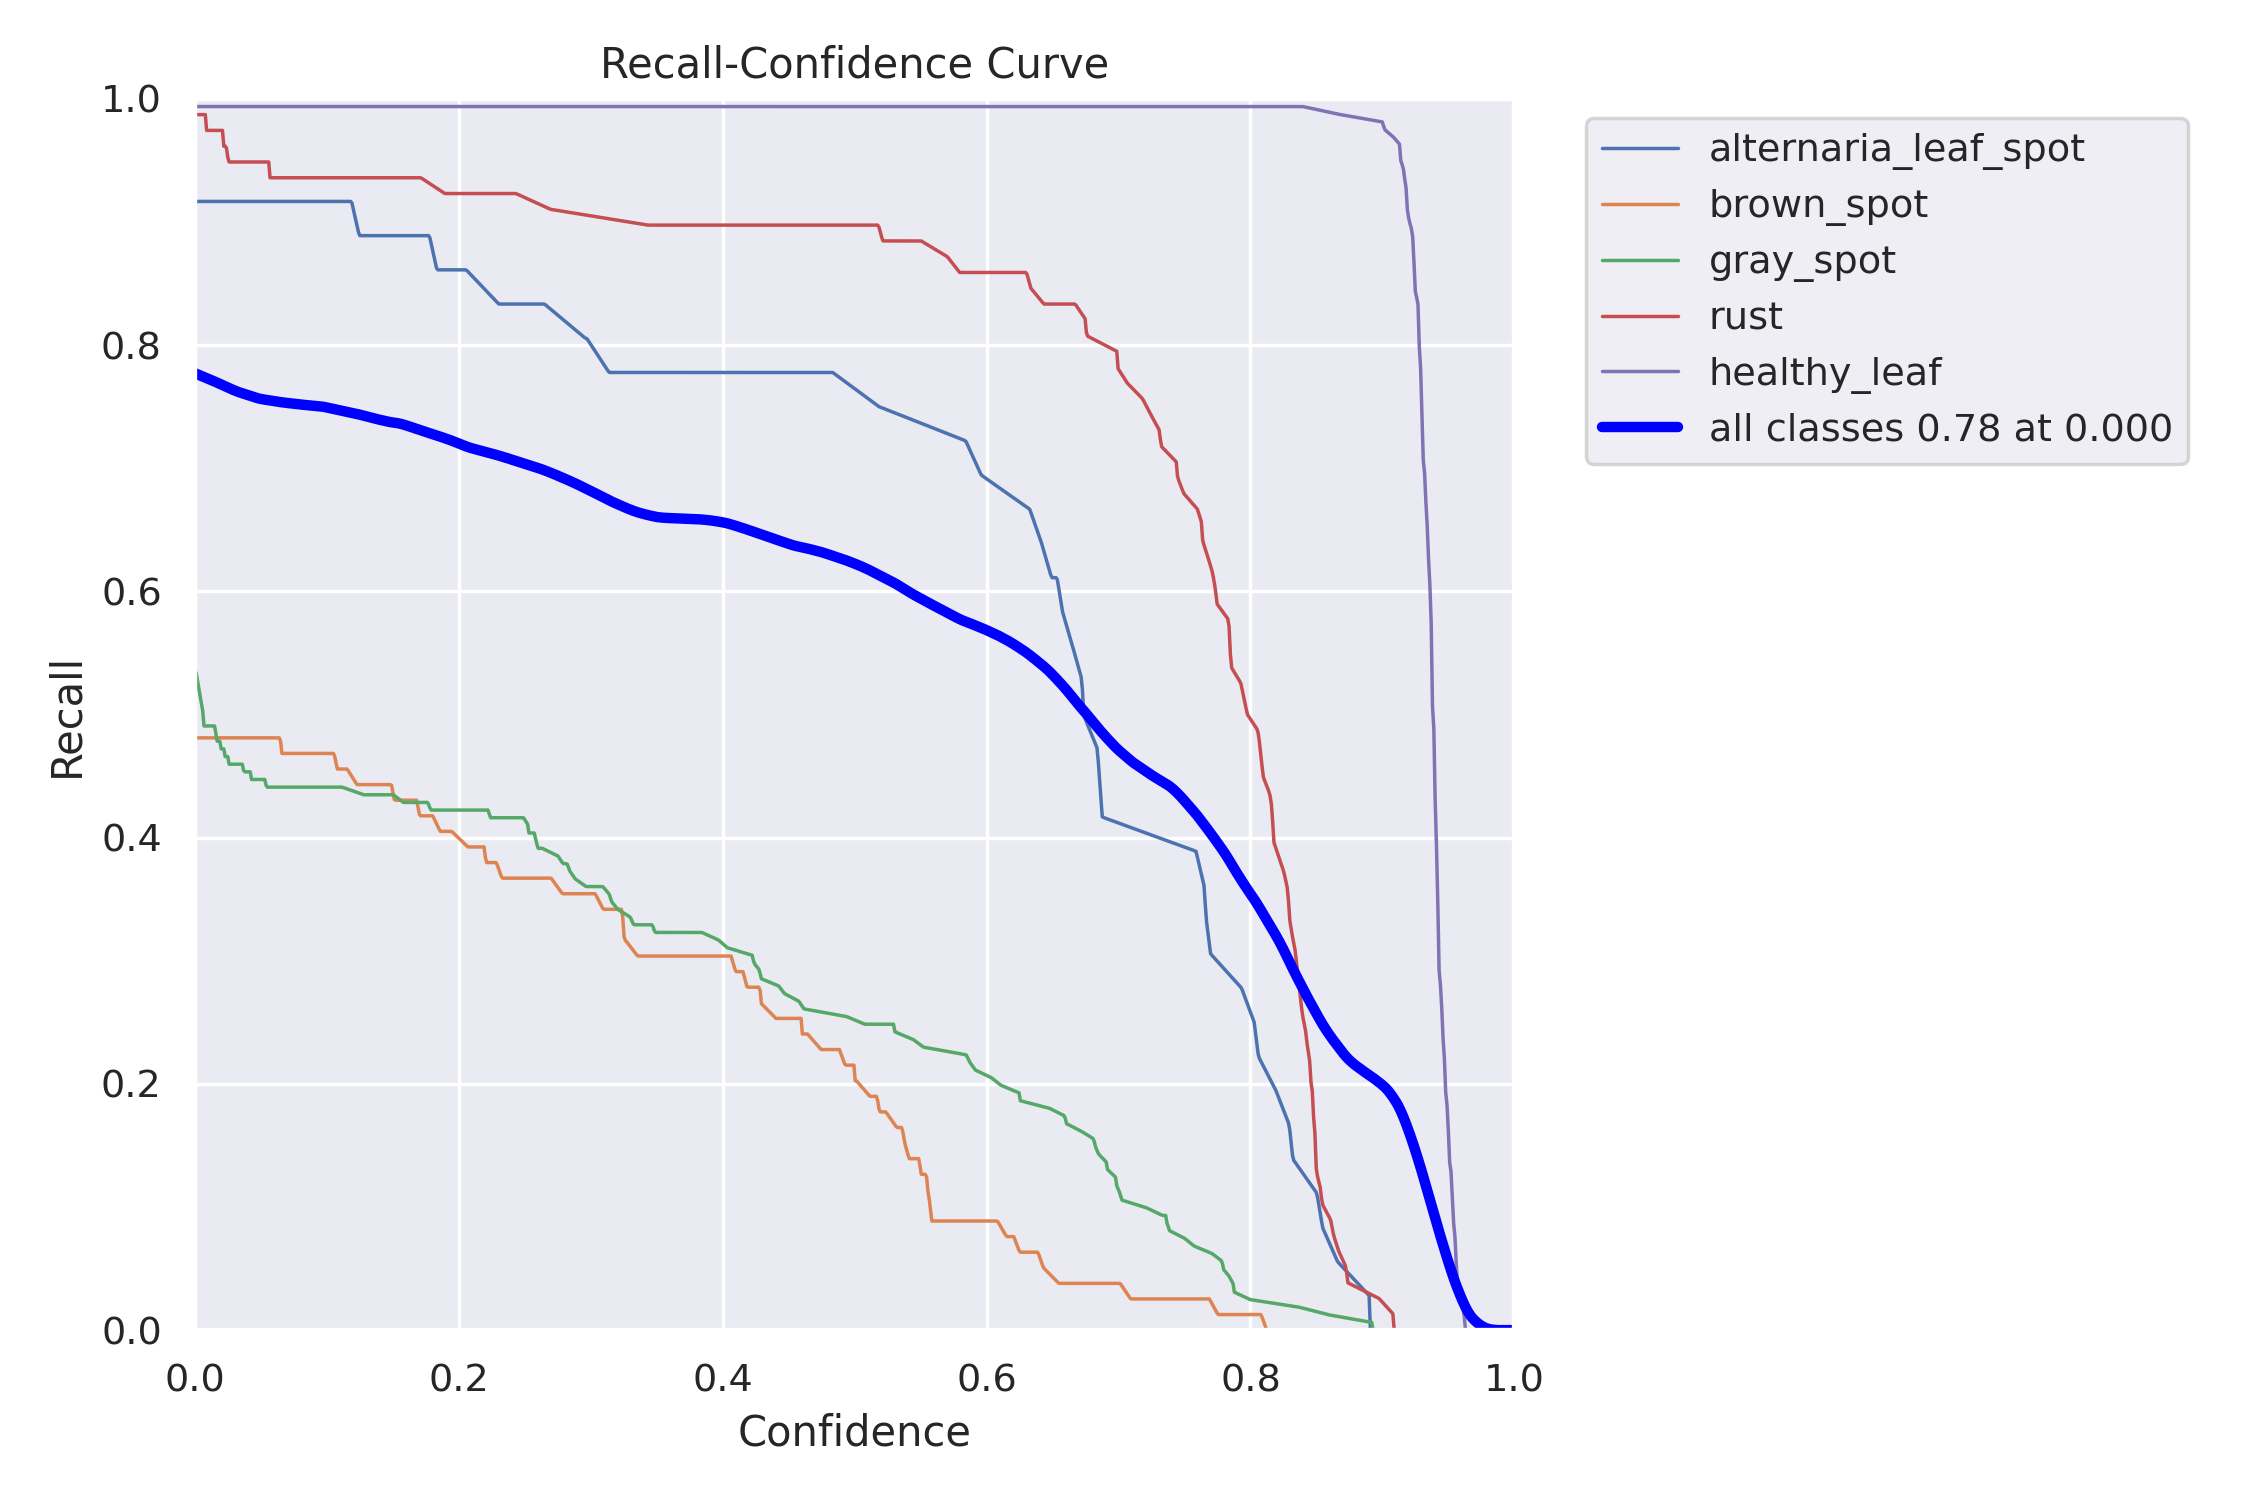 Recall-Confidence Curve
1.0
0.8
0.6
0.4
0.2
0.0
Recall
0.0 0.2 0.4 0.6 0.8 1.0
Confidence
alternaria_leaf_spot
brown_spot
gray_spot
rust
healthy_leaf
all classes 0.78 at 0.000